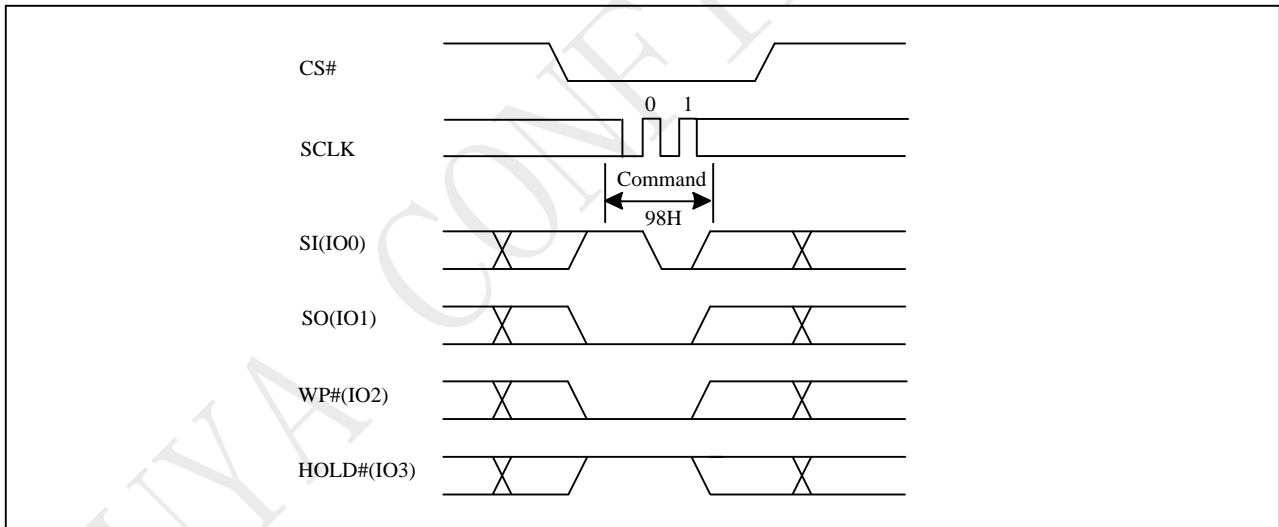 CS#
0 1
SCLK
Command
98H
SI(IO0)
SO(IO1)
WP#(IO2)
HOLD#(IO3)